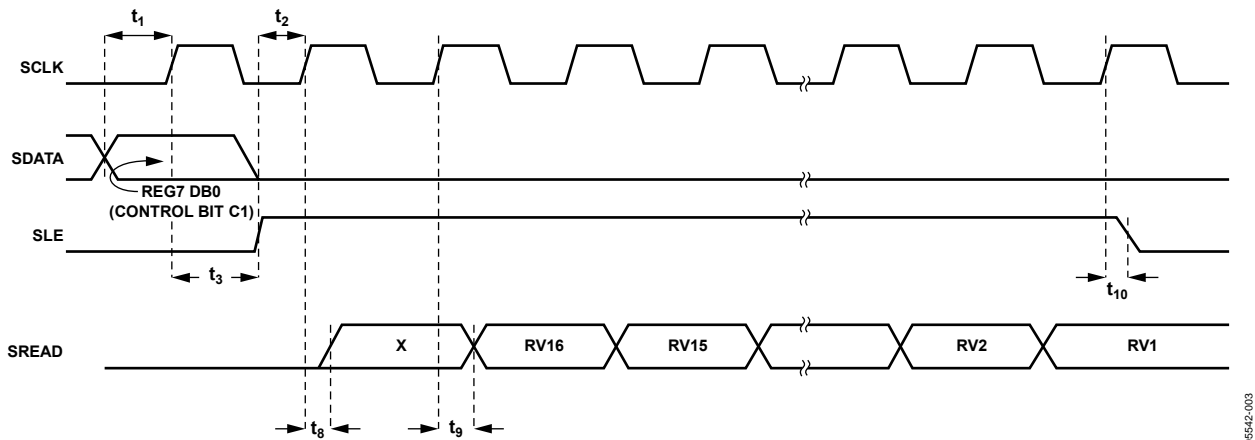 t1
t2
SCLK
SDATA
REG7 DB0
(CONTROL BIT C1)
SLE
t3
t10
SREAD
X
RV16
RV15
RV2
RV1
t8
t9
05542-003